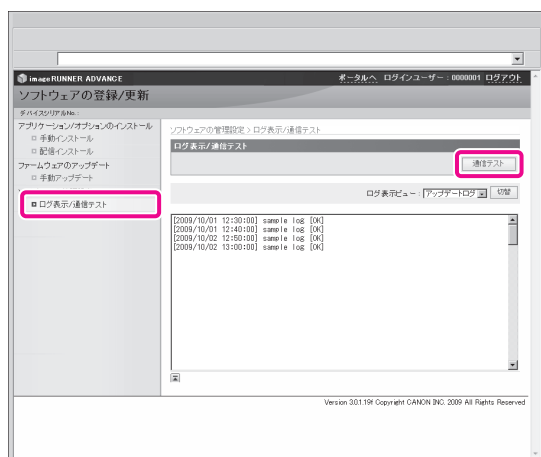 imageRUNNER ADVANCE
ポータルへ ログインユーザー : 0000001 ログアウト
ソフトウェアの登録/更新
デバイスシリアルNo. :
アプリケーション/オプションのインストール
手動インストール
配信インストール
ファームウェアのアップデート
手動アップデート
ログ表示/通信テスト
ソフトウェアの管理設定 > ログ表示/通信テスト
ログ表示/通信テスト
通信テスト
ログ表示ビュー : アップデートログ 切替
[2009/10/01 12:30:00] sample log [OK]
[2009/10/01 12:40:00] sample log [OK]
[2009/10/02 12:50:00] sample log [OK]
[2009/10/02 13:00:00] sample log [OK]
Version 3.0.1.19f Copyright CANON INC. 2009 All Rights Reserved